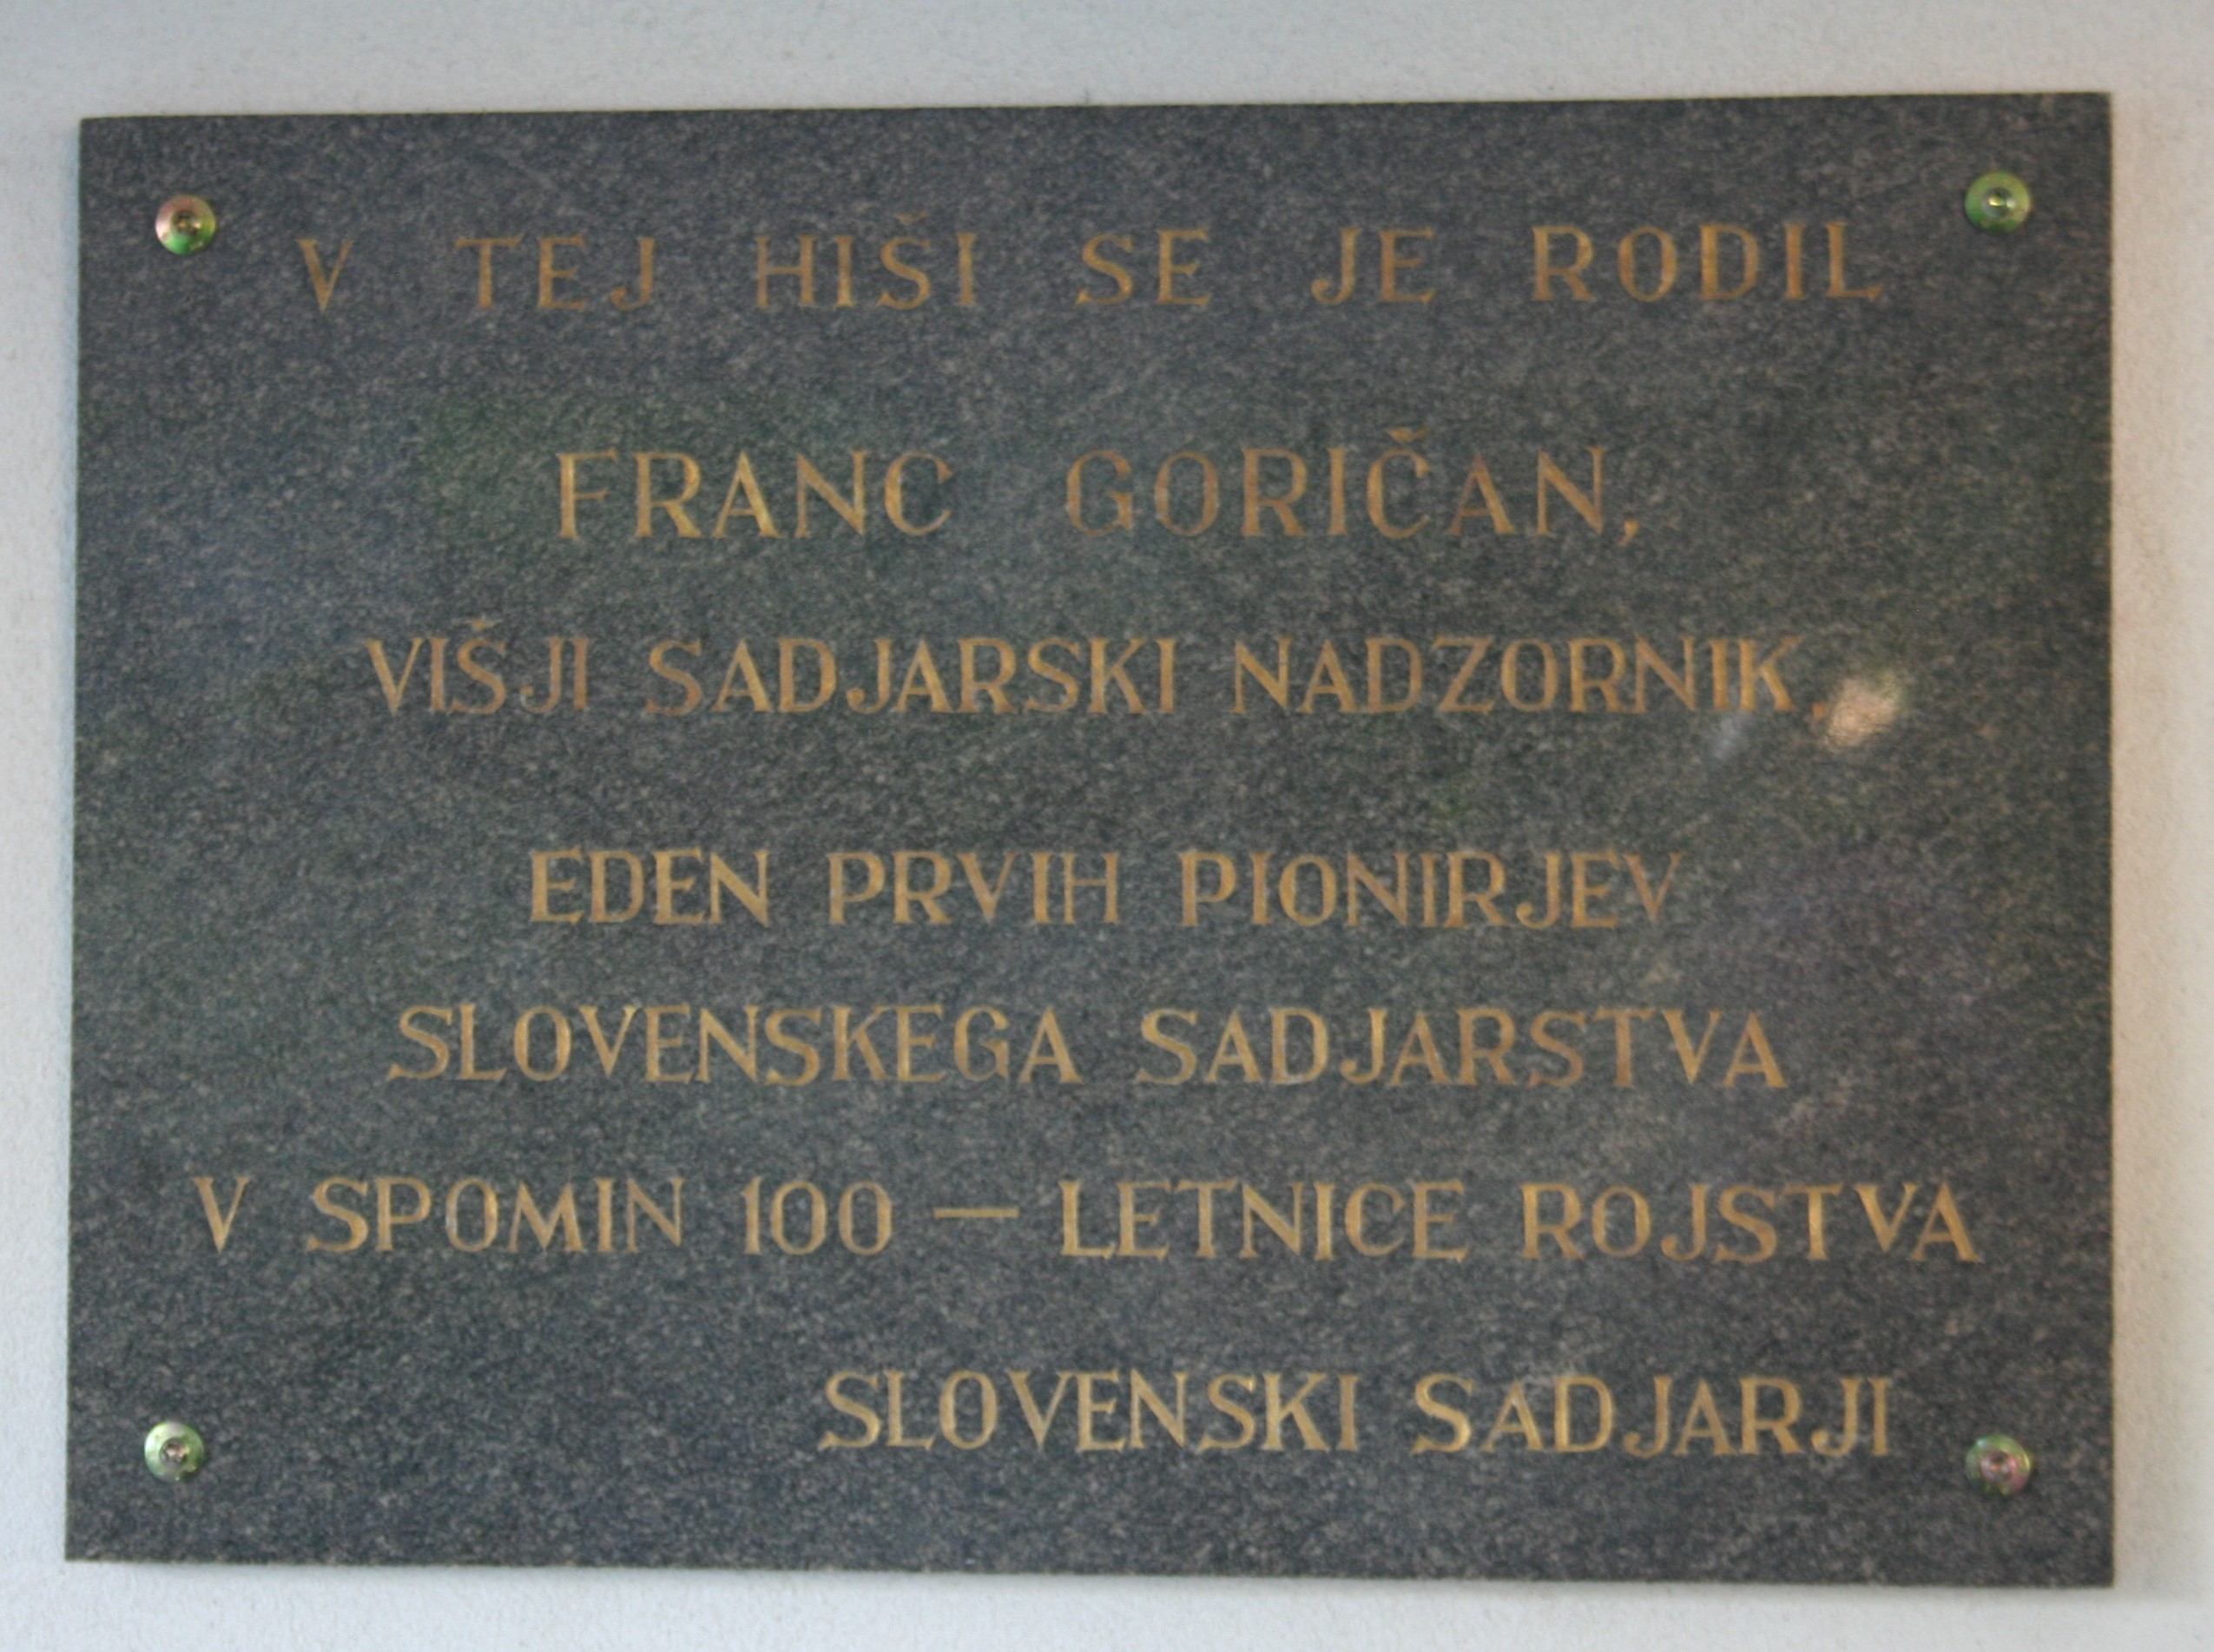 V TEJ HIŠI SE JE RODIL
FRANC GORIČAN,
VIŠJI SADJARSKI NADZORNIK,
EDEN PRVIH PIONIRJEV
SLOVENSKEGA SADJARSTVA
V SPOMIN 100 — LETNICE ROJSTVA
SLOVENSKI SADJARJI